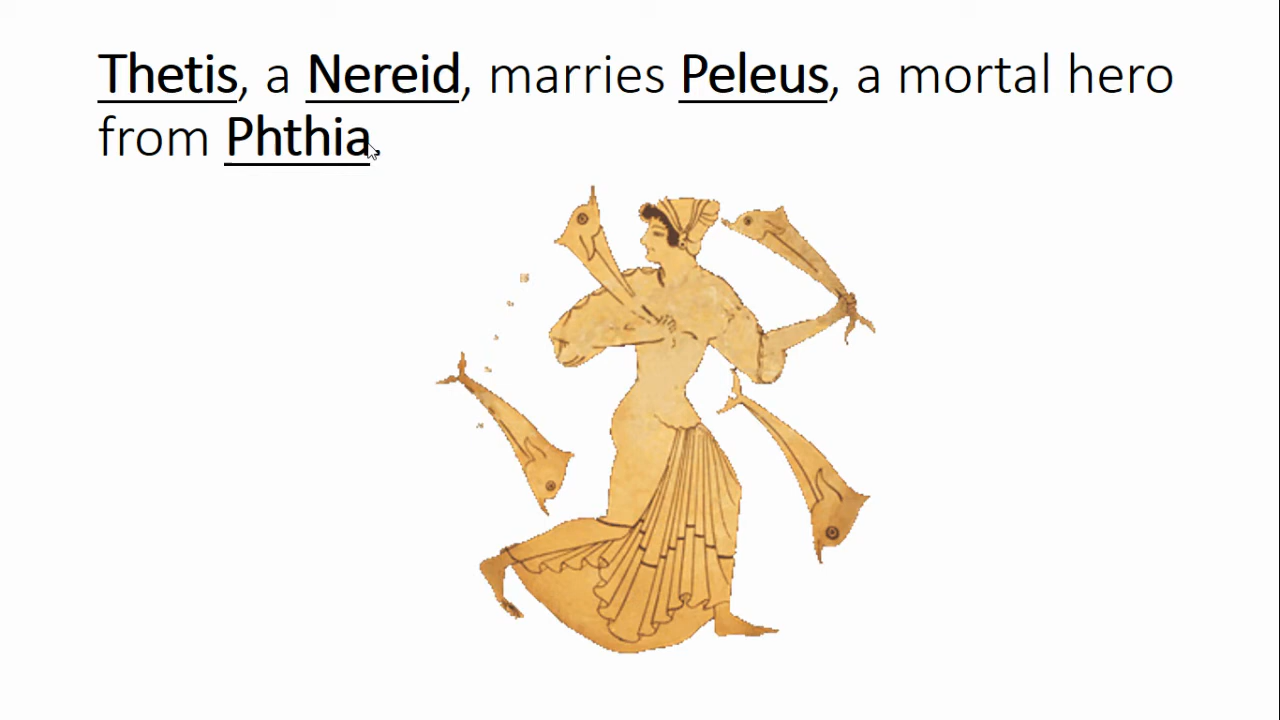 Thetis, a Nereid, marries Peleus, a mortal hero
from Phthia.